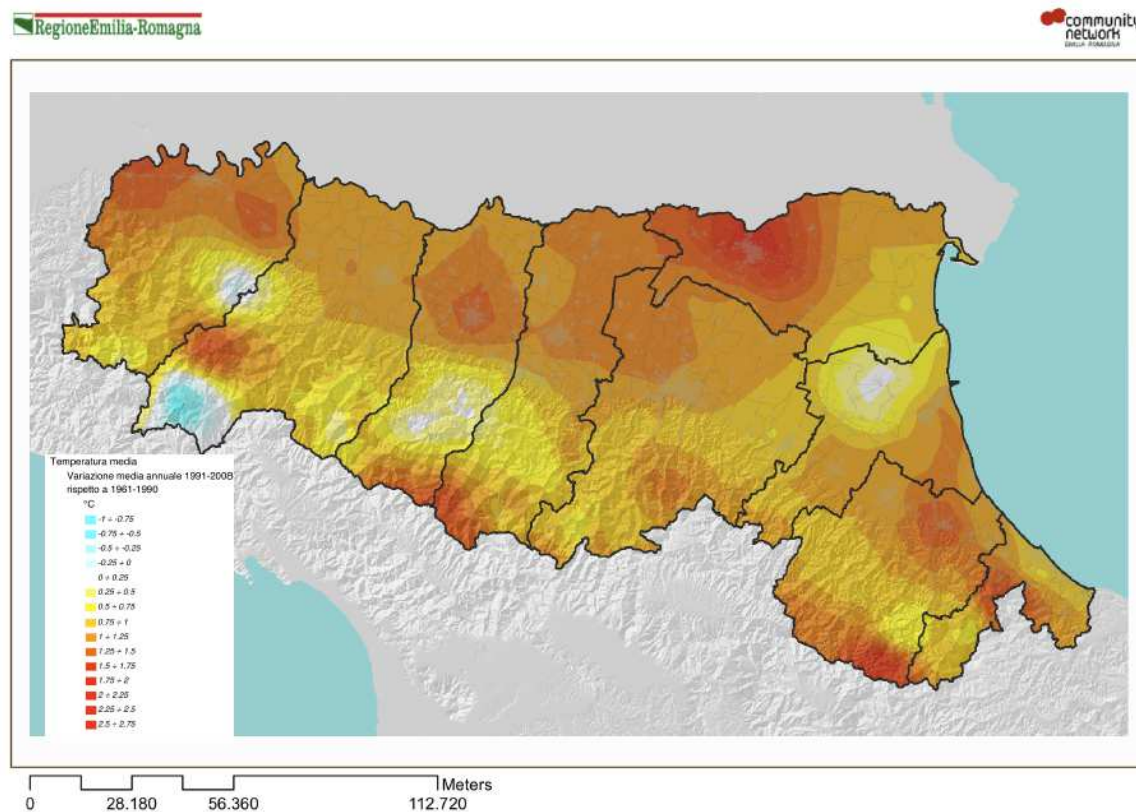 RegioneEmilia-Romagna
community
network
EMILIA-ROMAGNA
Temperatura media
Variazione media annuale 1991-2008
rispetto a 1961-1990
°C
-1 ÷ -0.75
-0.75 ÷ -0.5
-0.5 ÷ -0.25
-0.25 ÷ 0
0 ÷ 0.25
0.25 ÷ 0.5
0.5 ÷ 0.75
0.75 ÷ 1
1 ÷ 1.25
1.25 ÷ 1.5
1.5 ÷ 1.75
1.75 ÷ 2
2 ÷ 2.25
2.25 ÷ 2.5
2.5 ÷ 2.75
Meters
0 28.180 56.360 112.720